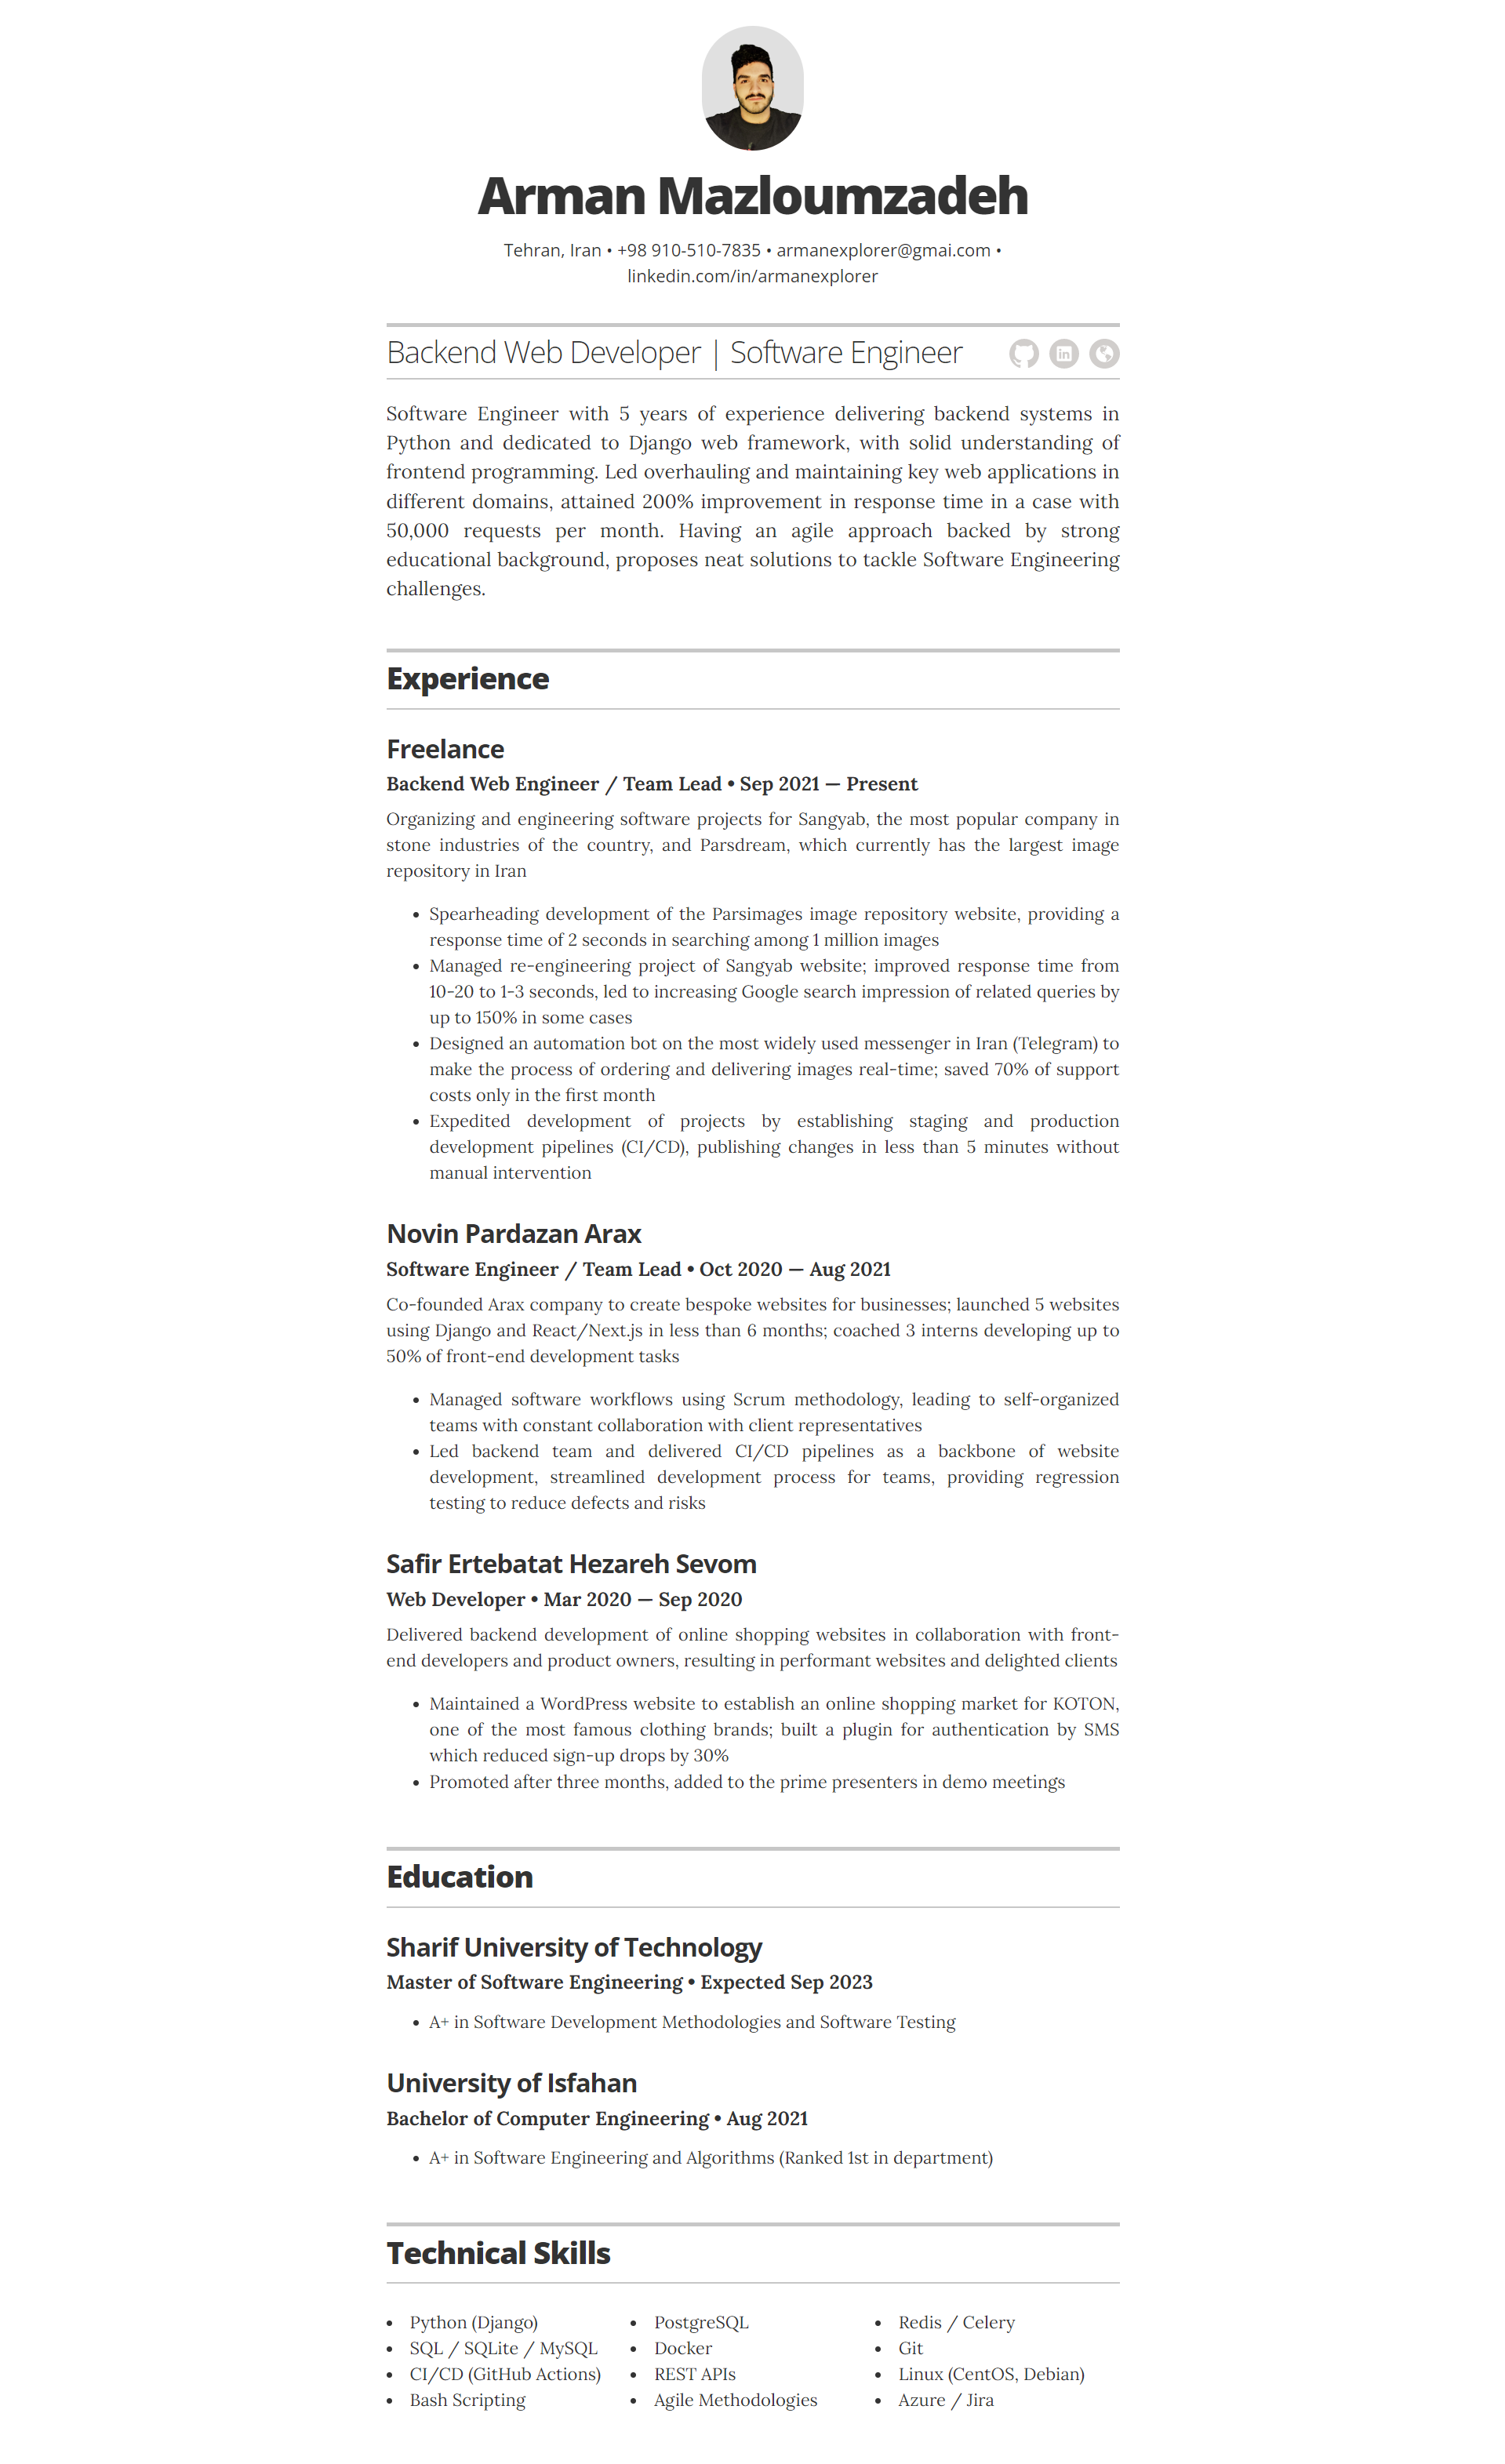 Arman Mazloumzadeh
Tehran, Iran • +98 910-510-7835 • armanexplorer@gmai.com •
linkedin.com/in/armanexplorer
Backend Web Developer | Software Engineer
Software Engineer with 5 years of experience delivering backend systems in
Python and dedicated to Django web framework, with solid understanding of
frontend programming. Led overhauling and maintaining key web applications in
different domains, attained 200% improvement in response time in a case with
50,000 requests per month. Having an agile approach backed by strong
educational background, proposes neat solutions to tackle Software Engineering
challenges.
Experience
Freelance
Backend Web Engineer / Team Lead • Sep 2021 — Present
Organizing and engineering software projects for Sangyab, the most popular company in
stone industries of the country, and Parsdream, which currently has the largest image
repository in Iran
• Spearheading development of the Parsimages image repository website, providing a
response time of 2 seconds in searching among 1 million images
• Managed re-engineering project of Sangyab website; improved response time from
10-20 to 1-3 seconds, led to increasing Google search impression of related queries by
up to 150% in some cases
• Designed an automation bot on the most widely used messenger in Iran (Telegram) to
make the process of ordering and delivering images real-time; saved 70% of support
costs only in the first month
• Expedited development of projects by establishing staging and production
development pipelines (CI/CD), publishing changes in less than 5 minutes without
manual intervention
Novin Pardazan Arax
Software Engineer / Team Lead • Oct 2020 — Aug 2021
Co-founded Arax company to create bespoke websites for businesses; launched 5 websites
using Django and React/Next.js in less than 6 months; coached 3 interns developing up to
50% of front-end development tasks
• Managed software workflows using Scrum methodology, leading to self-organized
teams with constant collaboration with client representatives
• Led backend team and delivered CI/CD pipelines as a backbone of website
development, streamlined development process for teams, providing regression
testing to reduce defects and risks
Safir Ertebatat Hezareh Sevom
Web Developer • Mar 2020 — Sep 2020
Delivered backend development of online shopping websites in collaboration with front-
end developers and product owners, resulting in performant websites and delighted clients
• Maintained a WordPress website to establish an online shopping market for KOTON,
one of the most famous clothing brands; built a plugin for authentication by SMS
which reduced sign-up drops by 30%
• Promoted after three months, added to the prime presenters in demo meetings
Education
Sharif University of Technology
Master of Software Engineering • Expected Sep 2023
• A+ in Software Development Methodologies and Software Testing
University of Isfahan
Bachelor of Computer Engineering • Aug 2021
• A+ in Software Engineering and Algorithms (Ranked 1st in department)
Technical Skills
• Python (Django)
• SQL / SQLite / MySQL
• CI/CD (GitHub Actions)
• Bash Scripting
• PostgreSQL
• Docker
• REST APIs
• Agile Methodologies
• Redis / Celery
• Git
• Linux (CentOS, Debian)
• Azure / Jira